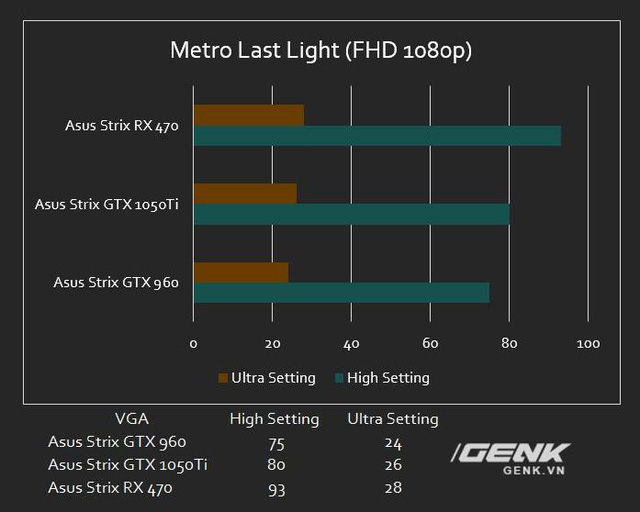 Metro Last Light (FHD 1080p)
Asus Strix RX 470
Asus Strix GTX 1050Ti
Asus Strix GTX 960
0 20 40 60 80 100
Ultra Setting High Setting
VGA High Setting Ultra Setting
Asus Strix GTX 960 75 24
Asus Strix GTX 1050Ti 80 26
Asus Strix RX 470 93 28
GENK
GENK.VN